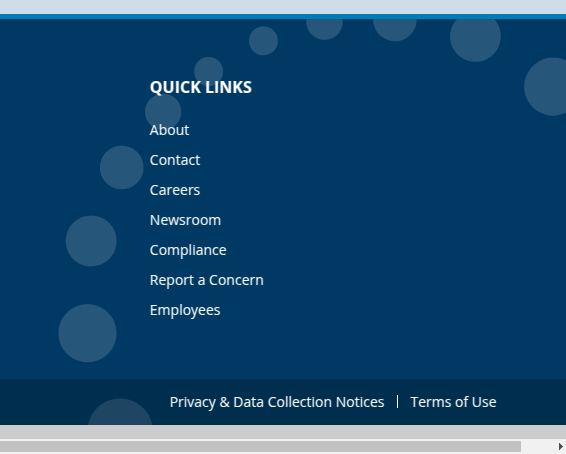 QUICK LINKS
About
Contact
Careers
Newsroom
Compliance
Report a Concern
Employees
Privacy & Data Collection Notices | Terms of Use